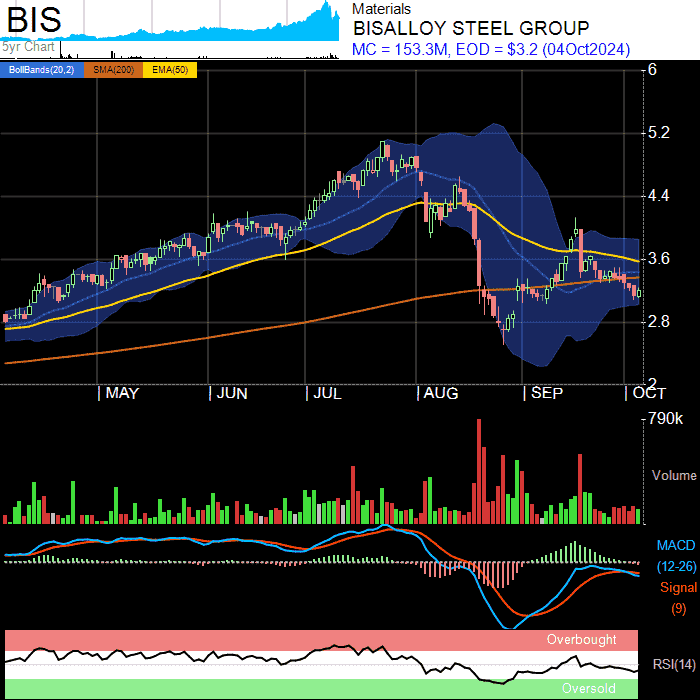 BIS
5yr Chart
Materials
BISALLOY STEEL GROUP
MC = 153.3M, EOD = $3.2 (04Oct2024)
BollBands(20,2) SMA(200) EMA(50)
6
5.2
4.4
3.6
2.8
2
MAY JUN JUL AUG SEP OCT
790k
Volume
MACD
(12-26)
Signal
(9)
Overbought
RSI(14)
Oversold